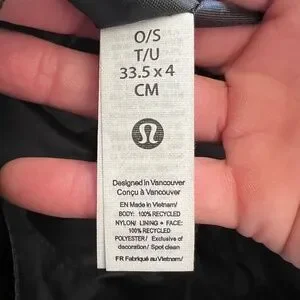 O/S
T/U
33.5 x 4
CM
Designed in Vancouver
Conçu à Vancouver
EN Made in Vietnam/
BODY: 100% RECYCLED
NYLON/ LINING + FACE:
100% RECYCLED
POLYESTER/ Exclusive of
decoration/ Spot clean
FR Fabriqué au Vietnam/